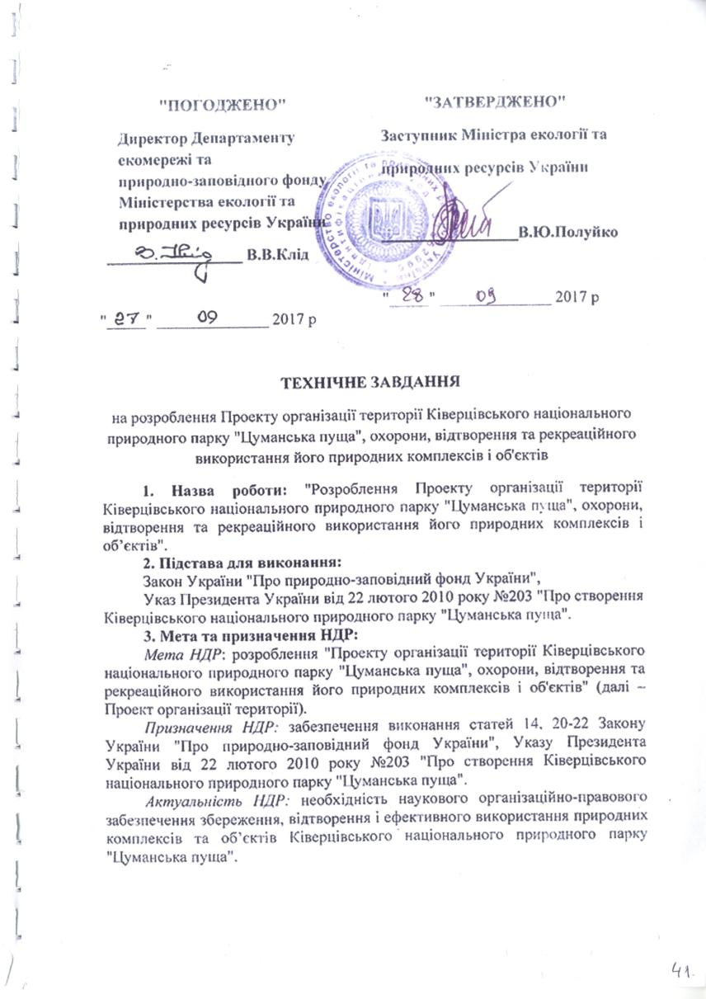 "ПОГОДЖЕНО"
Директор Департаменту
екомережі та
природно-заповідного фонду
Міністерства екології та
природних ресурсів України
В.В.Клід
"27" 09 2017 р
"ЗАТВЕРДЖЕНО"
Заступник Міністра екології та
природних ресурсів України
В.Ю.Полуйко
"28" 09 2017 р
ТЕХНІЧНЕ ЗАВДАННЯ
на розроблення Проекту організації території Ківерцівського національного
природного парку "Цуманська пуща", охорони, відтворення та рекреаційного
використання його природних комплексів і об'єктів
1. Назва роботи: "Розроблення Проекту організації території
Ківерцівського національного природного парку "Цуманська пуща", охорони,
відтворення та рекреаційного використання його природних комплексів і
об’єктів".
2. Підстава для виконання:
Закон України "Про природно-заповідний фонд України",
Указ Президента України від 22 лютого 2010 року №203 "Про створення
Ківерцівського національного природного парку "Цуманська пуща".
3. Мета та призначення НДР:
Мета НДР: розроблення "Проекту організації території Ківерцівського
національного природного парку "Цуманська пуща", охорони, відтворення та
рекреаційного використання його природних комплексів і об'єктів" (далі –
Проект організації території).
Призначення НДР: забезпечення виконання статей 14, 20-22 Закону
України "Про природно-заповідний фонд України", Указу Президента
України від 22 лютого 2010 року №203 "Про створення Ківерцівського
національного природного парку "Цуманська пуща".
Актуальність НДР: необхідність наукового організаційно-правового
забезпечення збереження, відтворення і ефективного використання природних
комплексів та об’єктів Ківерцівського національного природного парку
"Цуманська пуща".
41.